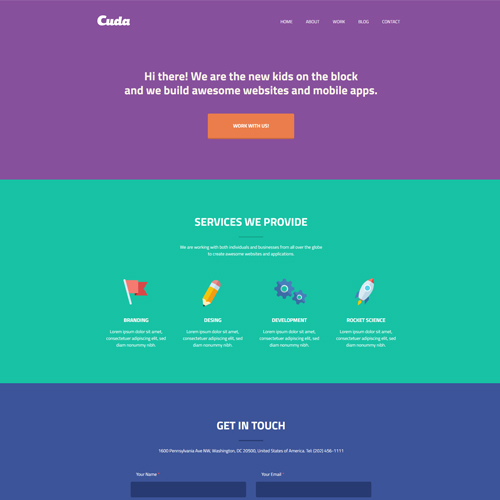 Cuda
HOME ABOUT WORK BLOG CONTACT
Hi there! We are the new kids on the block
and we build awesome websites and mobile apps.
WORK WITH US!
SERVICES WE PROVIDE
We are working with both individuals and businesses from all over the globe
to create awesome websites and applications.
BRANDING
Lorem ipsum dolor sit amet,
consectetuer adipiscing elit, sed
diam nonummy nibh.
DESING
Lorem ipsum dolor sit amet,
consectetuer adipiscing elit, sed
diam nonummy nibh.
DEVELOPMENT
Lorem ipsum dolor sit amet,
consectetuer adipiscing elit, sed
diam nonummy nibh.
ROCKET SCIENCE
Lorem ipsum dolor sit amet,
consectetuer adipiscing elit, sed
diam nonummy nibh.
GET IN TOUCH
1600 Pennsylvania Ave NW, Washington, DC 20500, United States of America. Tel: (202) 456-1111
Your Name * Your Email *